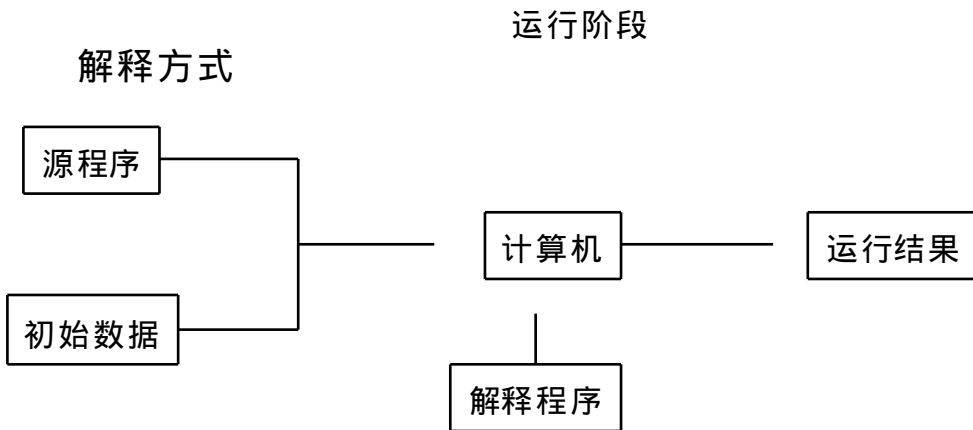 运行阶段
解释方式
源程序
计算机
运行结果
初始数据
解释程序